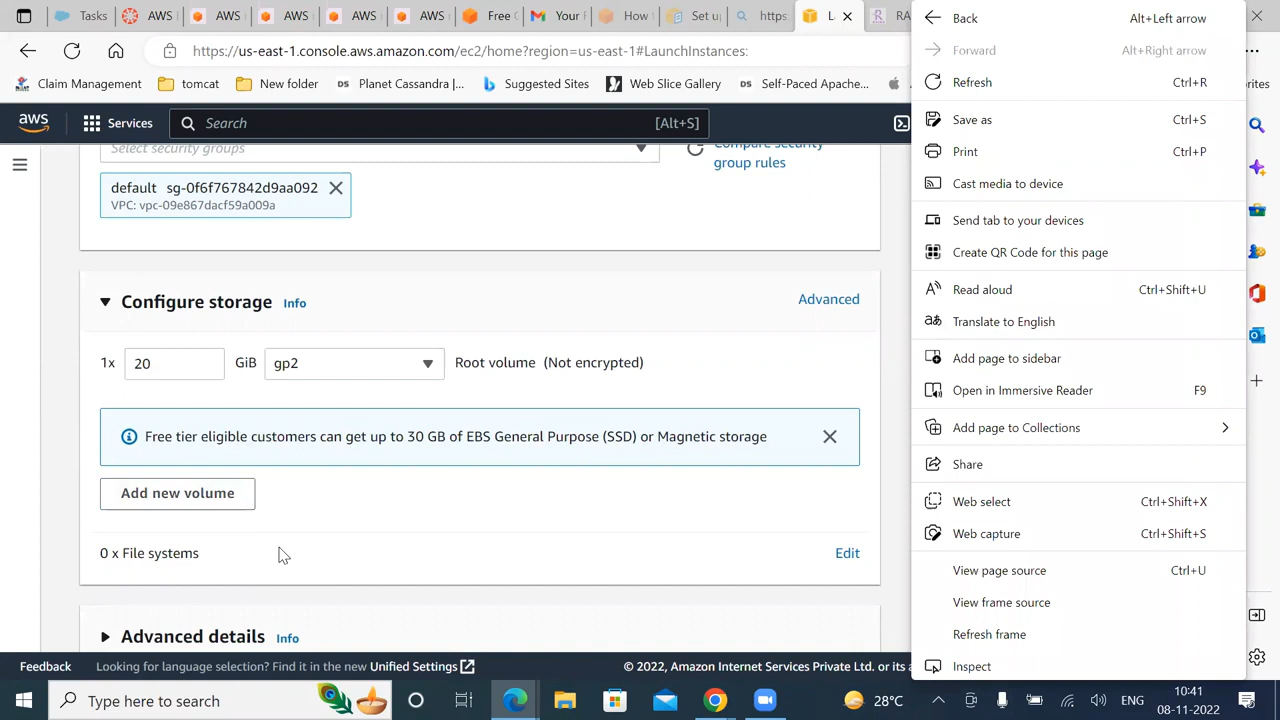 Tasks
AWS
AWS
AWS
AWS
AWS
Free
Your
How
Set u
https
L
RA
https://us-east-1.console.aws.amazon.com/ec2/home?region=us-east-1#LaunchInstances:
Claim Management
tomcat
New folder
DS Planet Cassandra |...
Suggested Sites
Web Slice Gallery
DS Self-Paced Apache...
orites
aws
Services
Search
[Alt+S]
Select security groups
Compare security
group rules
default sg-0f6f767842d9aa092
VPC: vpc-09e867dacf59a009a
Configure storage
Info
Advanced
1x
20
GiB
gp2
Root volume (Not encrypted)
Free tier eligible customers can get up to 30 GB of EBS General Purpose (SSD) or Magnetic storage
Add new volume
0 x File systems
Edit
Advanced details
Info
Feedback
Looking for language selection? Find it in the new Unified Settings
© 2022, Amazon Internet Services Private Ltd. or its
Back Alt+Left arrow
Forward Alt+Right arrow
Refresh Ctrl+R
Save as Ctrl+S
Print Ctrl+P
Cast media to device
Send tab to your devices
Create QR Code for this page
Read aloud Ctrl+Shift+U
Translate to English
Add page to sidebar
Open in Immersive Reader F9
Add page to Collections
Share
Web select Ctrl+Shift+X
Web capture Ctrl+Shift+S
View page source Ctrl+U
View frame source
Refresh frame
Inspect
Type here to search
28°C
ENG
10:41
08-11-2022